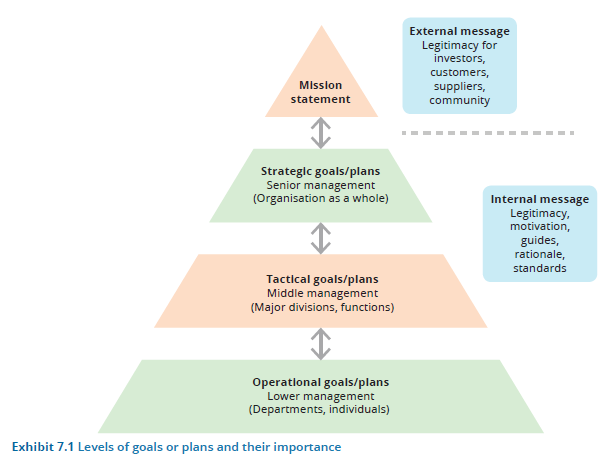 External message
Legitimacy for
investors,
customers,
suppliers,
community
Mission
statement
Strategic goals/plans
Senior management
(Organisation as a whole)
Internal message
Legitimacy,
motivation,
guides,
rationale,
standards
Tactical goals/plans
Middle management
(Major divisions, functions)
Operational goals/plans
Lower management
(Departments, individuals)
Exhibit 7.1 Levels of goals or plans and their importance